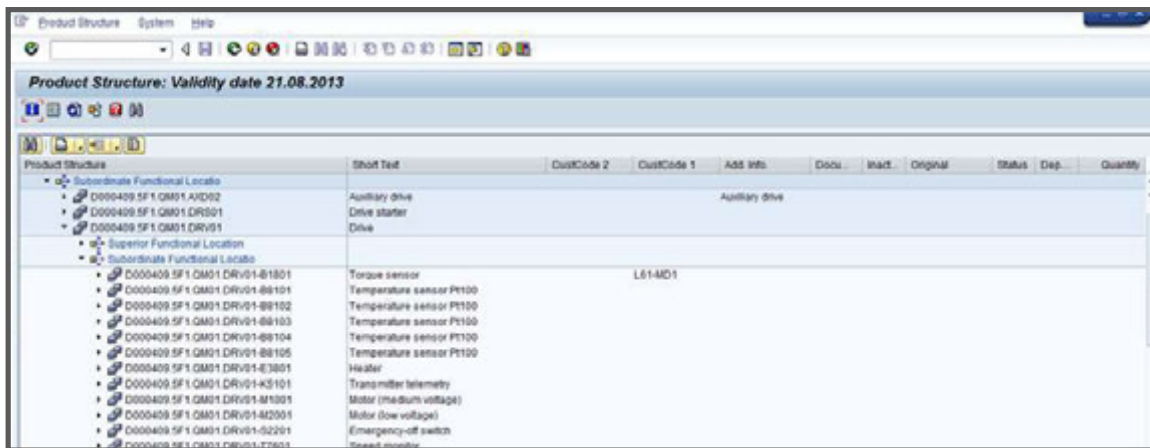 Product Structure System Help
Product Structure: Validity date 21.08.2013
Product Structure Short Text CustCode 2 CustCode 1 Add. Info. Docu... Inact... Original Status Dep... Quantity
Subordinate Functional Locatio
D000409.5F1.QM01.AXD02 Auxiliary drive Auxiliary drive
D000409.5F1.QM01.DRS01 Drive starter
D000409.5F1.QM01.DRV01 Drive
Superior Functional Location
Subordinate Functional Locatio
D000409.5F1.QM01.DRV01-B1801 Torque sensor L61-MD1
D000409.5F1.QM01.DRV01-B8101 Temperature sensor Pt100
D000409.5F1.QM01.DRV01-B8102 Temperature sensor Pt100
D000409.5F1.QM01.DRV01-B8103 Temperature sensor Pt100
D000409.5F1.QM01.DRV01-B8104 Temperature sensor Pt100
D000409.5F1.QM01.DRV01-B8105 Temperature sensor Pt100
D000409.5F1.QM01.DRV01-E3801 Heater
D000409.5F1.QM01.DRV01-K5101 Transmitter telemetry
D000409.5F1.QM01.DRV01-M1001 Motor (medium voltage)
D000409.5F1.QM01.DRV01-M2001 Motor (low voltage)
D000409.5F1.QM01.DRV01-S2201 Emergency-off switch
Speed monitor